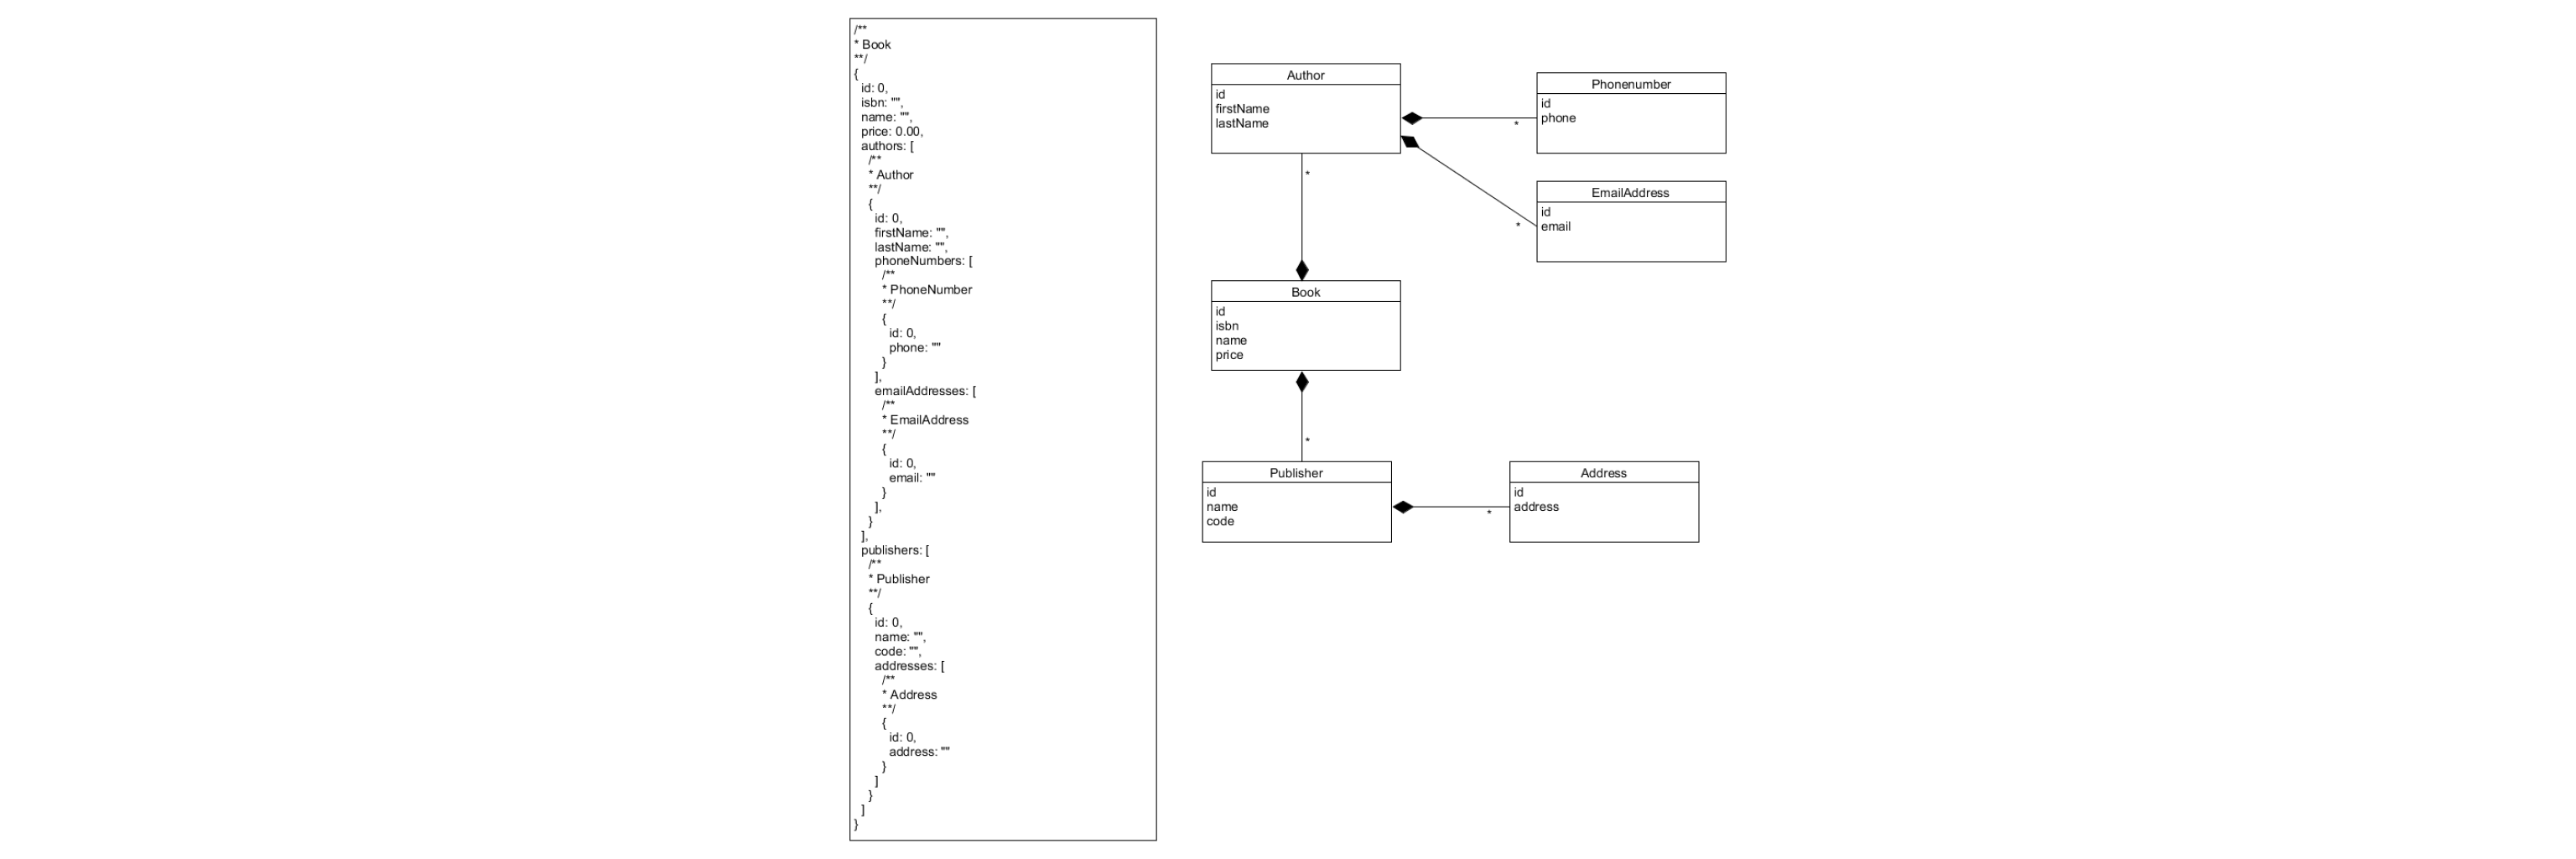 /**
* Book
**/
{
id: 0,
isbn: "",
name: "",
price: 0.00,
authors: [
/**
* Author
**/
{
id: 0,
firstName: "",
lastName: "",
phoneNumbers: [
/**
* PhoneNumber
**/
{
id: 0,
phone: ""
}
],
emailAddresses: [
/**
* EmailAddress
**/
{
id: 0,
email: ""
}
],
}
],
publishers: [
/**
* Publisher
**/
{
id: 0,
name: "",
code: "",
addresses: [
/**
* Address
**/
{
id: 0,
address: ""
}
]
}
]
}
Author
id
firstName
lastName
*
Phonenumber
id
phone
*
EmailAddress
id
email
*
Book
id
isbn
name
price
*
Publisher
id
name
code
*
Address
id
address